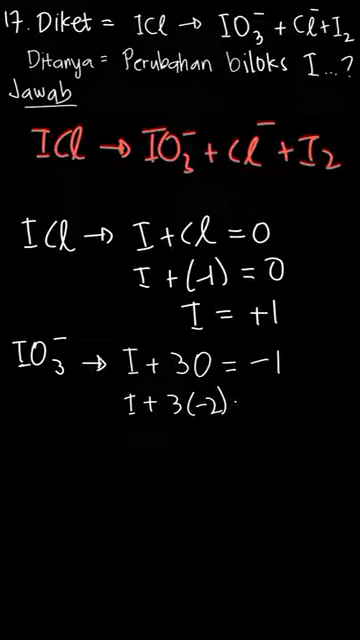 17. Diket = ICl → IO₃⁻ + Cl⁻ + I₂
Ditanya = Perubahan biloks I...?
Jawab
ICl → IO₃⁻ + Cl⁻ + I₂
ICl → I + Cl = 0
I + (-1) = 0
I = +1
IO₃⁻ → I + 3O = -1
I + 3(-2)